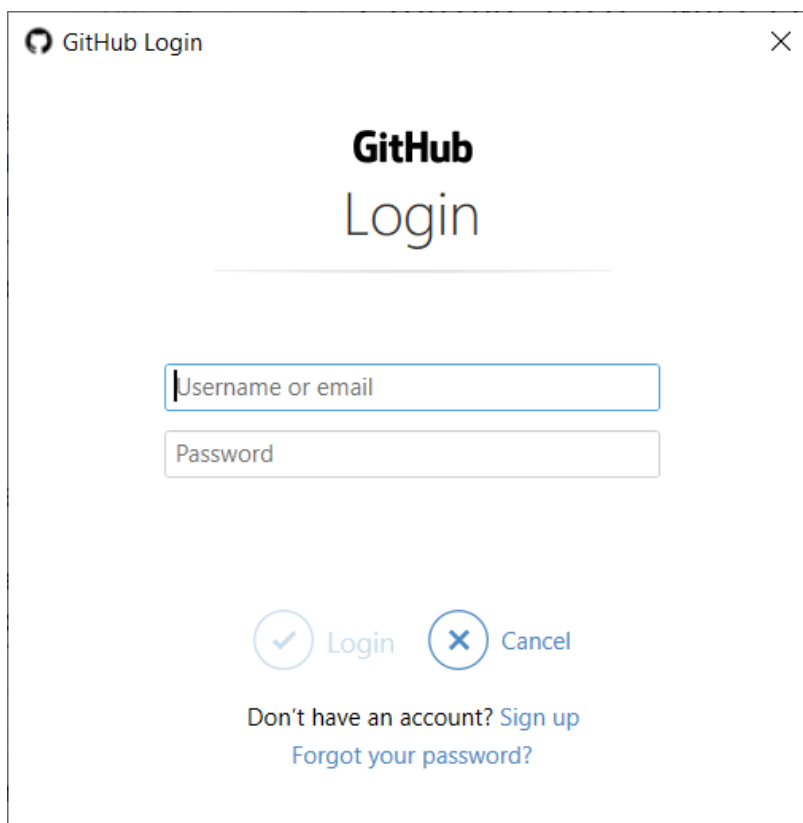 GitHub Login
GitHub
Login
Username or email
Password
Login Cancel
Don't have an account? Sign up
Forgot your password?